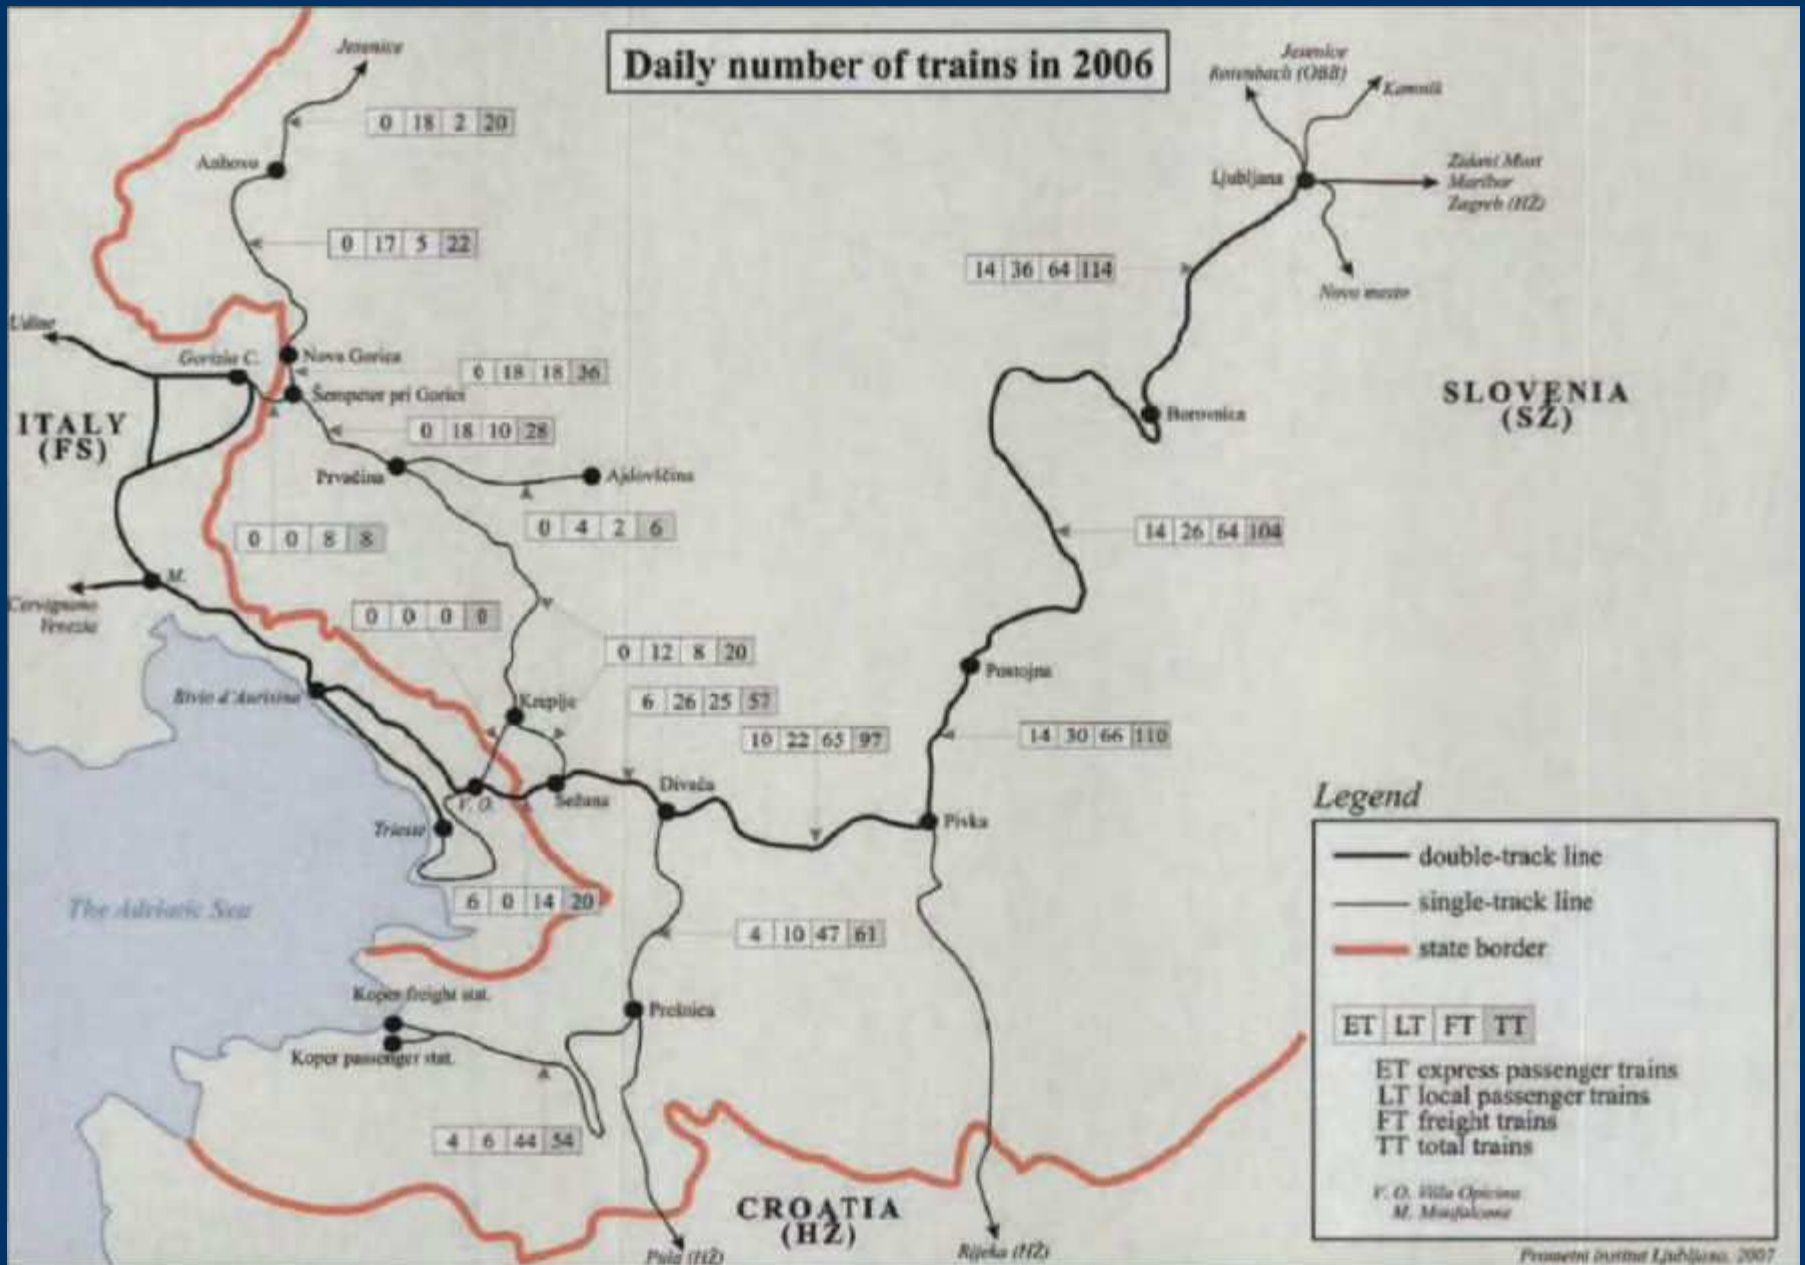 Daily number of trains in 2006
Jesenice
0 18 2 20
Anhovo
0 17 5 22
Jesenice
Rosenbach (ÖBB)
Kamnik
Ljubljana
Zidani Most
Maribor
Zagreb (HŽ)
Novo mesto
14 36 64 114
Udine
Gorizia C.
Nova Gorica
0 18 18 36
Šempeter pri Gorici
ITALY
(FS)
0 18 10 28
Prvačina
Ajdovščina
0 4 2 6
0 0 8 8
Borovnica
SLOVENIA
(SŽ)
14 26 64 104
M.
Cervignano
Venezia
0 0 0 0
0 12 8 20
Bivio d'Aurisina
Kreplje
6 26 25 57
10 22 65 97
Postojna
14 30 66 110
V. O.
Sežana
Divača
Pivka
Trieste
6 0 14 20
The Adriatic Sea
4 10 47 61
Koper freight stat.
Koper passenger stat.
Prešnica
4 6 44 54
CROATIA
(HŽ)
Pula (HŽ)
Rijeka (HŽ)
Legend
double-track line
single-track line
state border
ET LT FT TT
ET express passenger trains
LT local passenger trains
FT freight trains
TT total trains
V. O. Villa Opicina
M. Monfalcone
Prometni institut Ljubljana, 2007